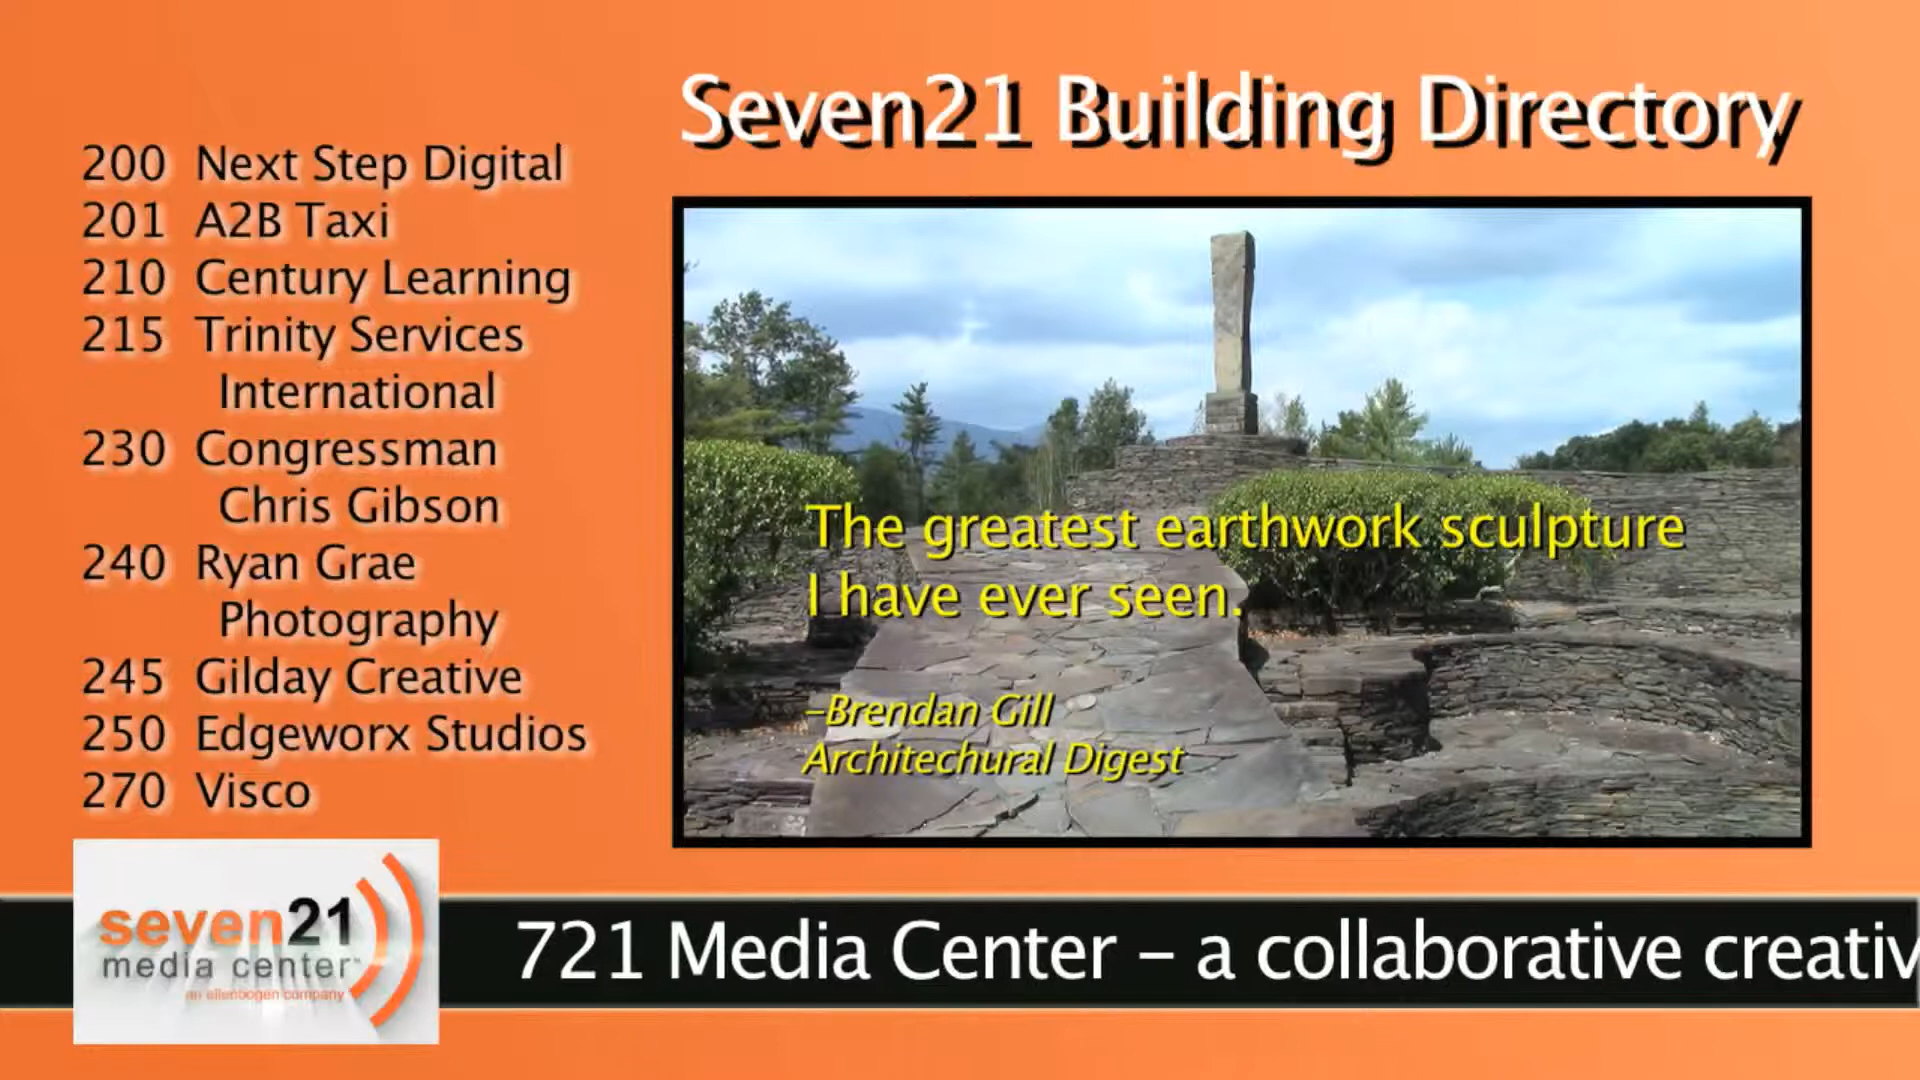 Seven21 Building Directory
200 Next Step Digital
201 A2B Taxi
210 Century Learning
215 Trinity Services
International
230 Congressman
Chris Gibson
240 Ryan Grae
Photography
245 Gilday Creative
250 Edgeworx Studios
270 Visco
The greatest earthwork sculpture
I have ever seen.
–Brendan Gill
Architechural Digest
seven21
media center
an ellenbogen company
721 Media Center – a collaborative creativ